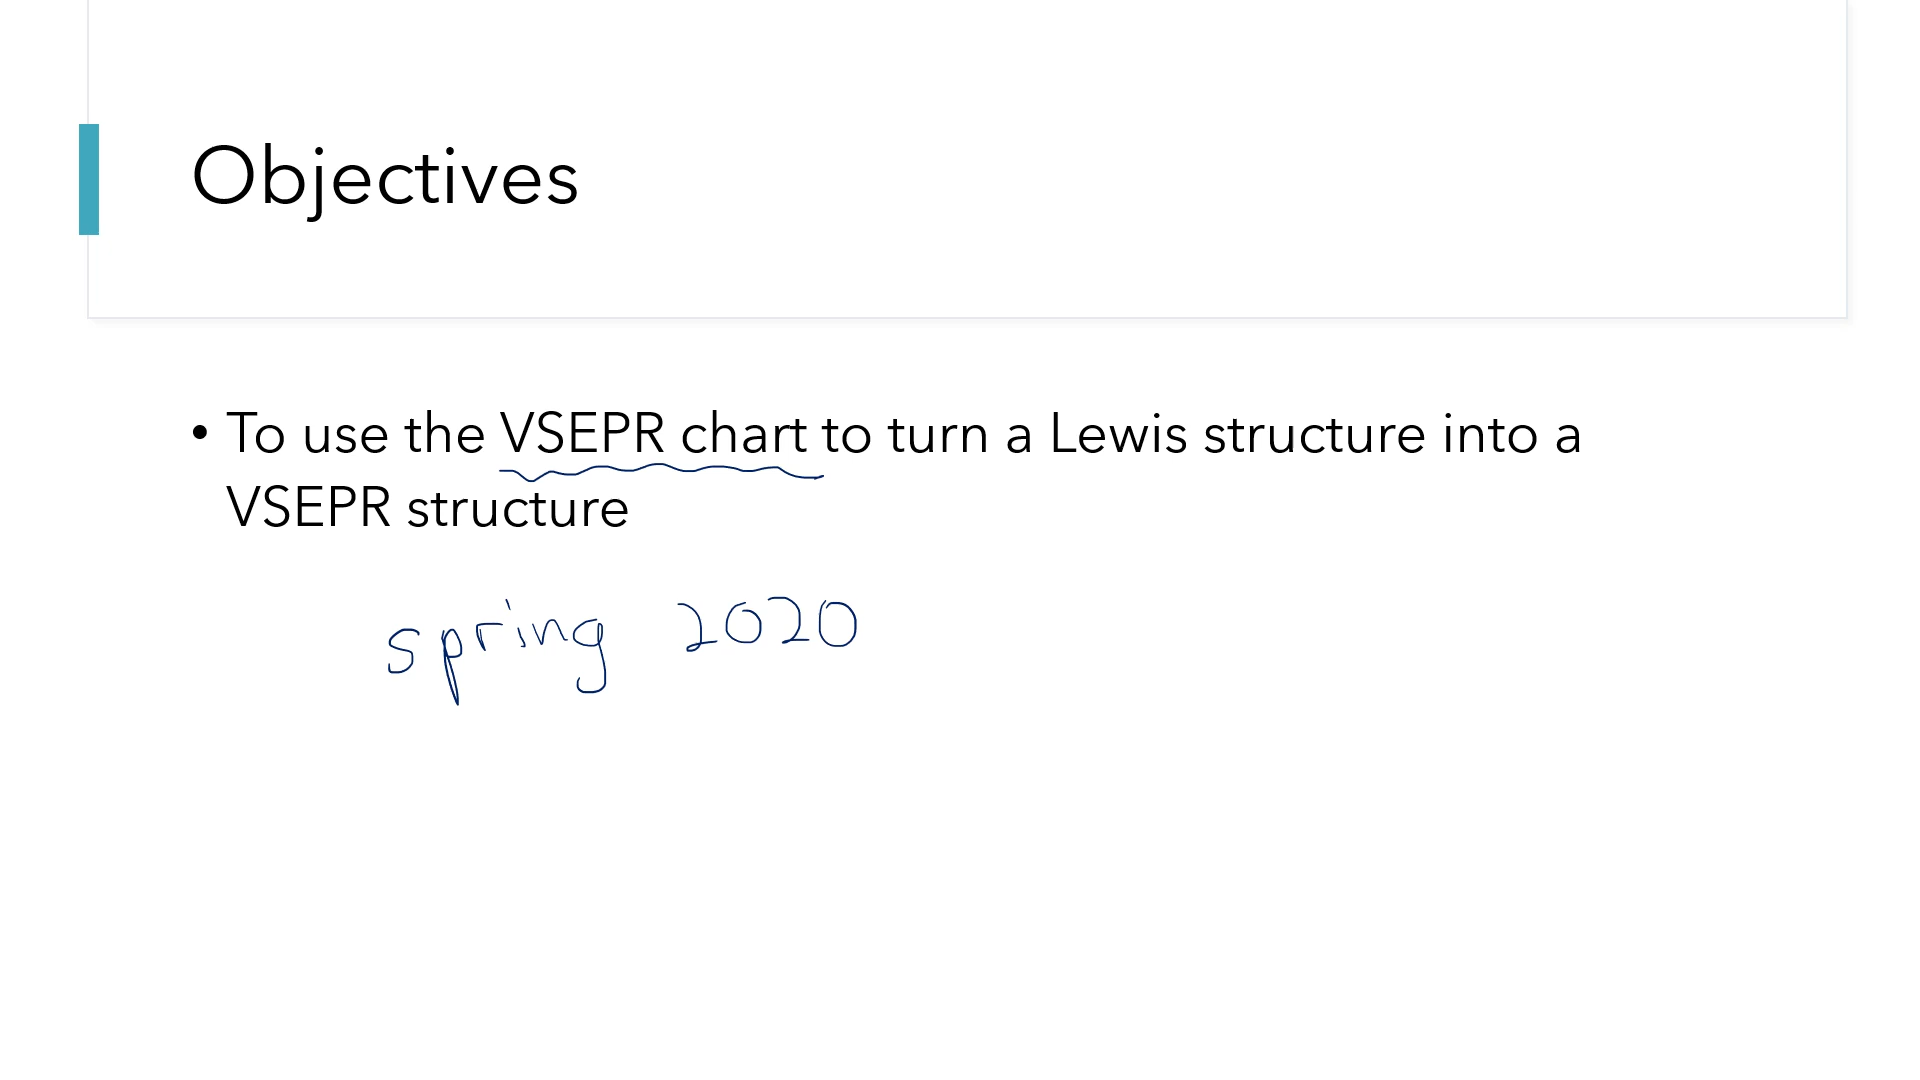 Objectives
• To use the VSEPR chart to turn a Lewis structure into a
VSEPR structure
spring 2020